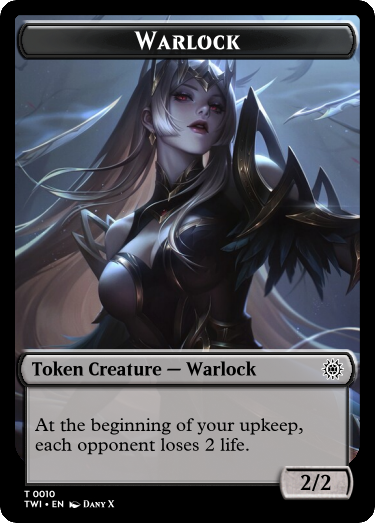 Warlock
Token Creature — Warlock
At the beginning of your upkeep,
each opponent loses 2 life.
2/2
T 0010
TWI • EN Dany X